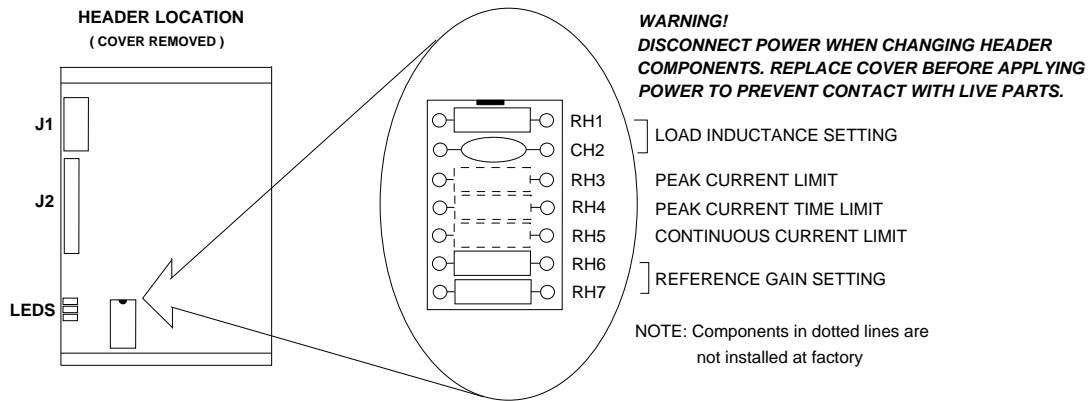 HEADER LOCATION
( COVER REMOVED )
J1
J2
LEDS
WARNING!
DISCONNECT POWER WHEN CHANGING HEADER
COMPONENTS. REPLACE COVER BEFORE APPLYING
POWER TO PREVENT CONTACT WITH LIVE PARTS.
RH1
CH2
LOAD INDUCTANCE SETTING
RH3 PEAK CURRENT LIMIT
RH4 PEAK CURRENT TIME LIMIT
RH5 CONTINUOUS CURRENT LIMIT
RH6
RH7
REFERENCE GAIN SETTING
NOTE: Components in dotted lines are
not installed at factory